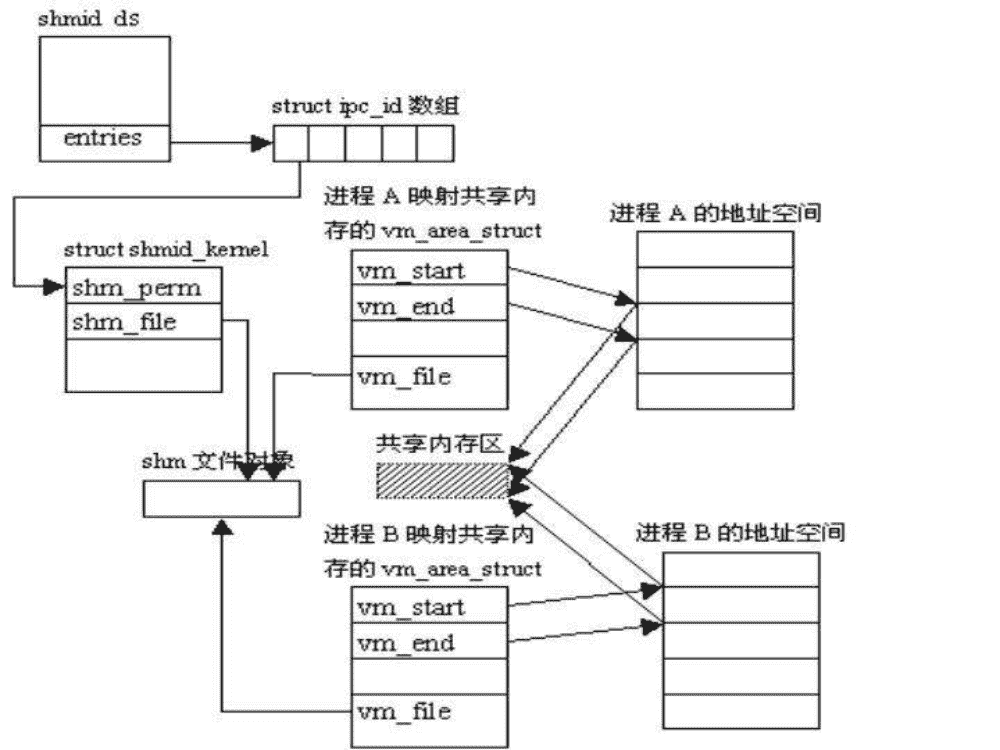 shmid_ds
entries
struct ipc_id 数组
进程 A 映射共享内
存的 vm_area_struct
进程 A 的地址空间
struct shmid_kernel
shm_perm
shm_file
vm_start
vm_end
vm_file
共享内存区
shm 文件对象
进程 B 映射共享内
存的 vm_area_struct
进程 B 的地址空间
vm_start
vm_end
vm_file